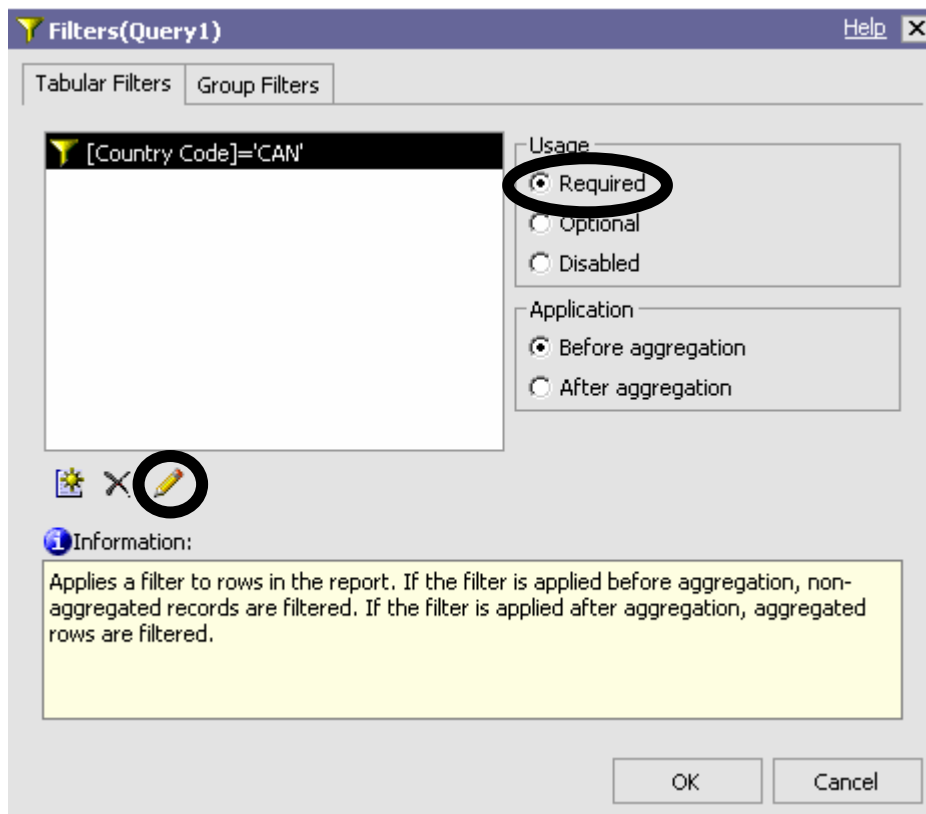 Filters(Query1) Help
Tabular Filters Group Filters
[Country Code]='CAN'
Usage
Required
Optional
Disabled
Application
Before aggregation
After aggregation
Information:
Applies a filter to rows in the report. If the filter is applied before aggregation, non-
aggregated records are filtered. If the filter is applied after aggregation, aggregated
rows are filtered.
OK Cancel